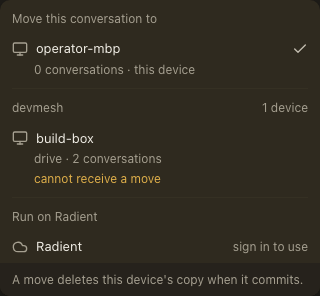 Move this conversation to
operator-mbp
0 conversations · this device
devmesh 1 device
build-box
drive · 2 conversations
cannot receive a move
Run on Radient
Radient sign in to use
A move deletes this device's copy when it commits.